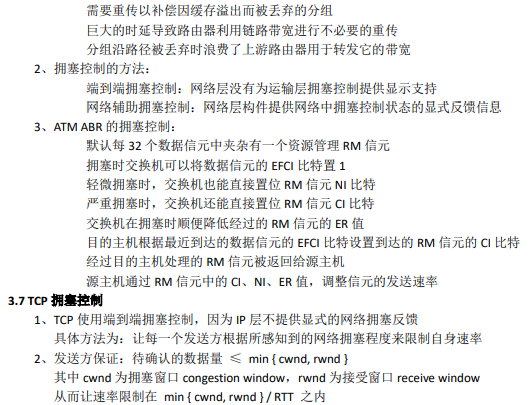 需要重传以补偿因缓存溢出而被丢弃的分组
巨大的时延导致路由器利用链路带宽进行不必要的重传
分组沿路径被丢弃时浪费了上游路由器用于转发它的带宽
2、拥塞控制的方法：
端到端拥塞控制：网络层没有为运输层拥塞控制提供显示支持
网络辅助拥塞控制：网络层构件提供网络中拥塞控制状态的显式反馈信息
3、ATM ABR 的拥塞控制：
默认每 32 个数据信元中夹杂有一个资源管理 RM 信元
拥塞时交换机可以将数据信元的 EFCI 比特置 1
轻微拥塞时，交换机也能直接置位 RM 信元 NI 比特
严重拥塞时，交换机还能直接置位 RM 信元 CI 比特
交换机在拥塞时顺便降低经过的 RM 信元的 ER 值
目的主机根据最近到达的数据信元的 EFCI 比特设置到达的 RM 信元的 CI 比特
经过目的主机处理的 RM 信元被返回给源主机
源主机通过 RM 信元中的 CI、NI、ER 值，调整信元的发送速率
3.7 TCP 拥塞控制
1、TCP 使用端到端拥塞控制，因为 IP 层不提供显式的网络拥塞反馈
具体方法为：让每一个发送方根据所感知到的网络拥塞程度来限制自身速率
2、发送方保证：待确认的数据量 ≤ min { cwnd, rwnd }
其中 cwnd 为拥塞窗口 congestion window，rwnd 为接受窗口 receive window
从而让速率限制在 min { cwnd, rwnd } / RTT 之内